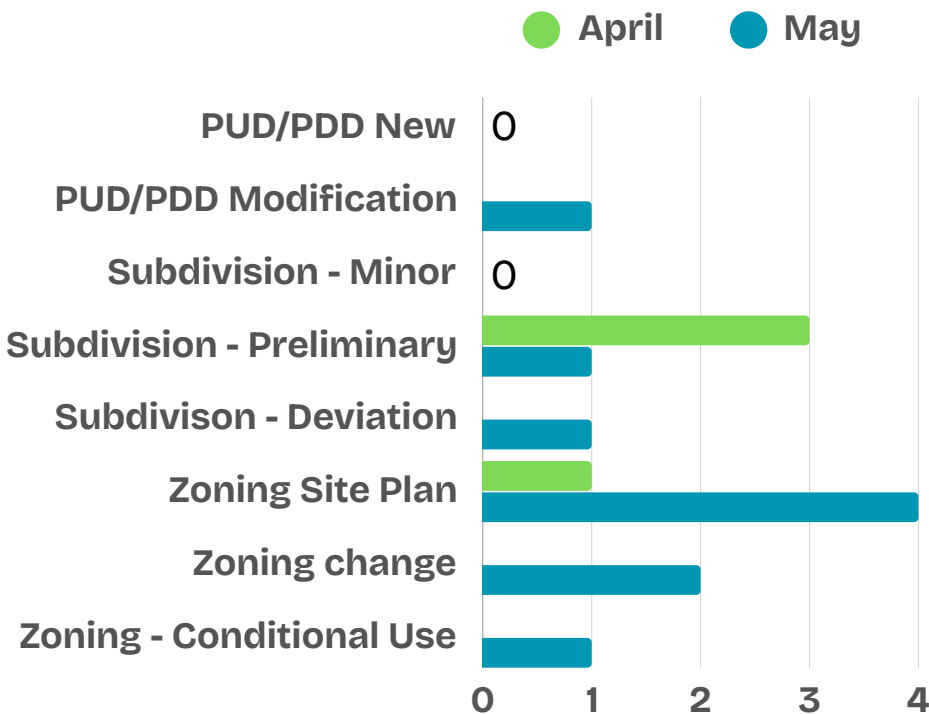 April May
PUD/PDD New 0
PUD/PDD Modification
Subdivision - Minor 0
Subdivision - Preliminary
Subdivison - Deviation
Zoning Site Plan
Zoning change
Zoning - Conditional Use
0 1 2 3 4